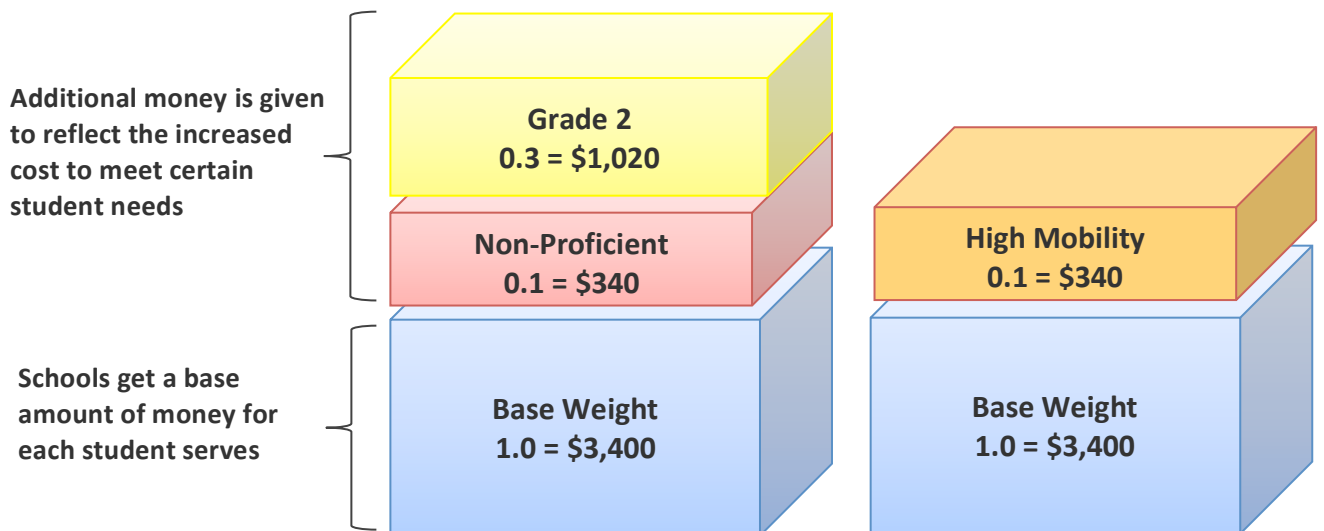 Additional money is given
to reflect the increased
cost to meet certain
student needs
Grade 2
0.3 = $1,020
Non-Proficient
0.1 = $340
High Mobility
0.1 = $340
Schools get a base
amount of money for
each student serves
Base Weight
1.0 = $3,400
Base Weight
1.0 = $3,400